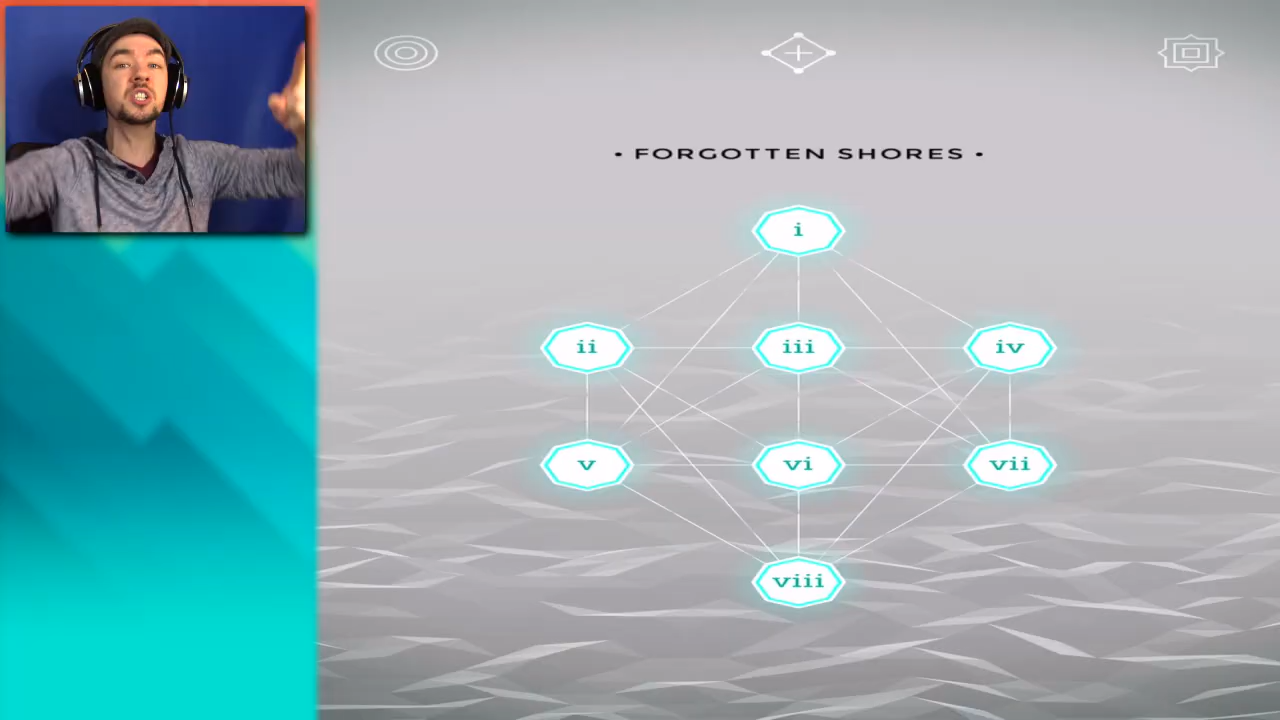 • FORGOTTEN SHORES •
i
ii iii iv
v vi vii
viii